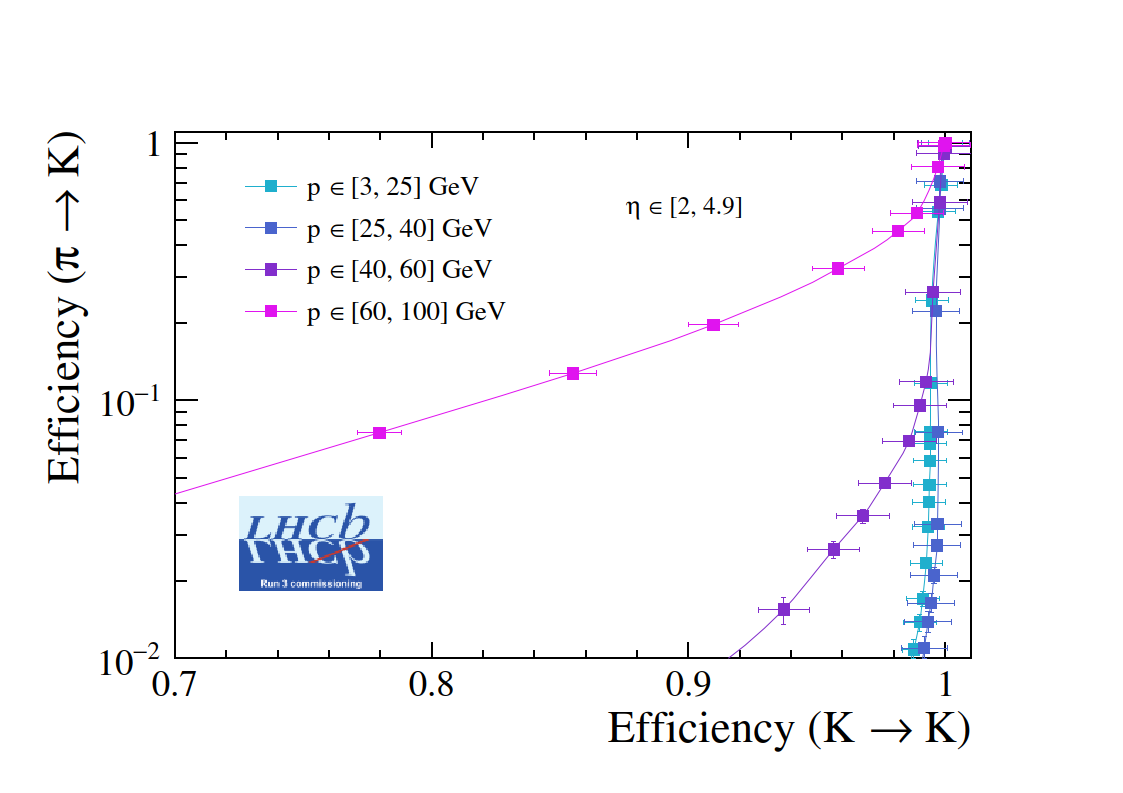 Efficiency (π → K)
1
10⁻¹
10⁻²
p ∈ [3, 25] GeV
p ∈ [25, 40] GeV
p ∈ [40, 60] GeV
p ∈ [60, 100] GeV
η ∈ [2, 4.9]
LHCb
LHCb
Run 3 commissioning
0.7 0.8 0.9 1
Efficiency (K → K)